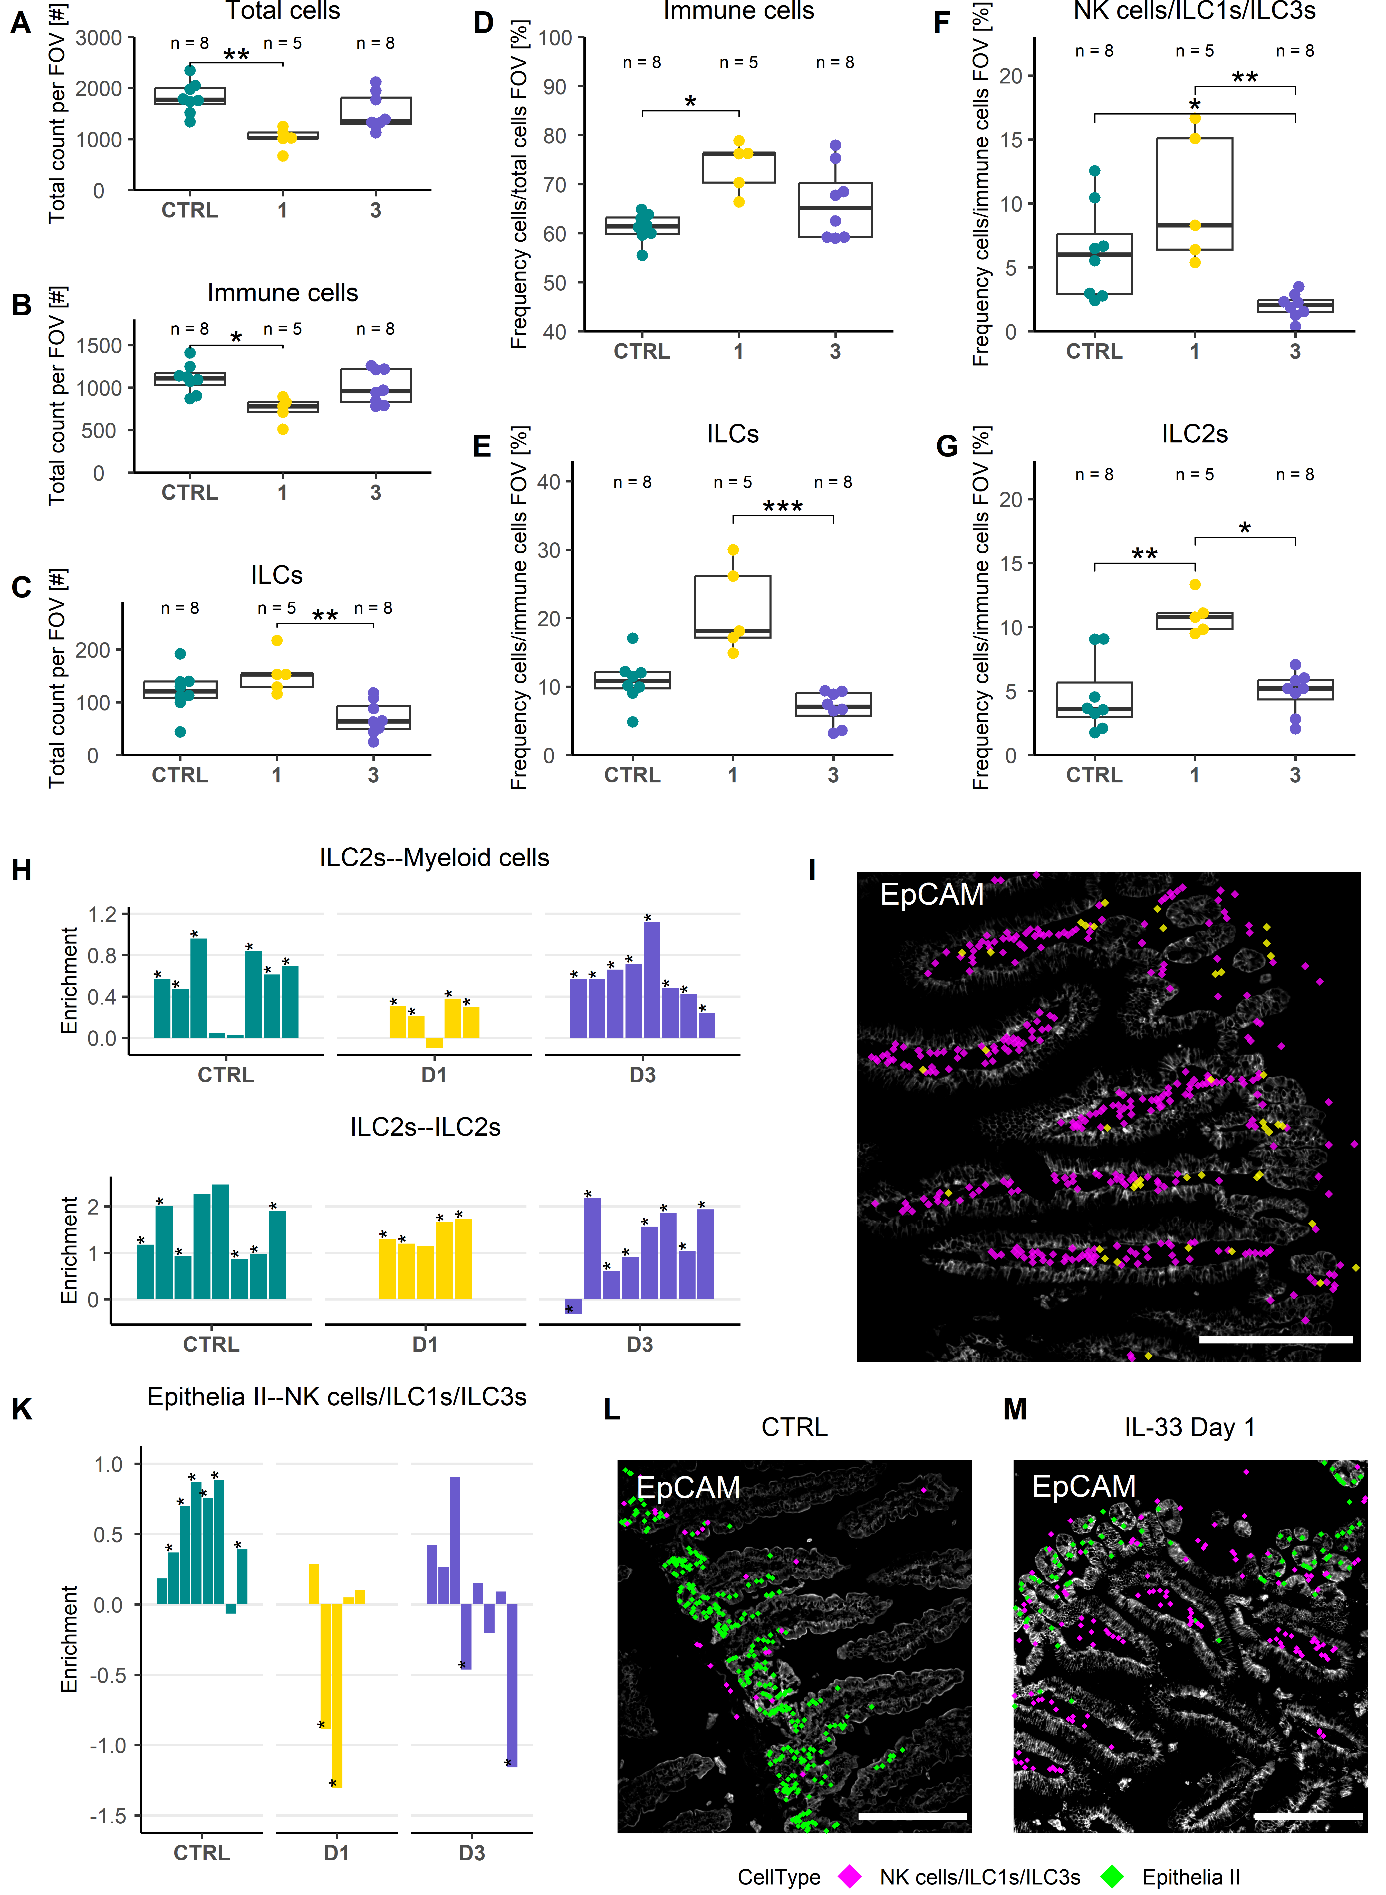 A
Total cells
Total count per FOV [#]
3000
2000
1000
0
n = 8
n = 5
n = 8
**
CTRL
1
3
B
Immune cells
Total count per FOV [#]
1500
1000
500
0
n = 8
n = 5
n = 8
*
CTRL
1
3
C
ILCs
Total count per FOV [#]
200
100
0
n = 8
n = 5
n = 8
**
CTRL
1
3
D
Immune cells
Frequency cells/total cells FOV [%]
100
90
80
70
60
50
40
n = 8
n = 5
n = 8
*
CTRL
1
3
E
ILCs
Frequency cells/immune cells FOV [%]
40
30
20
10
0
n = 8
n = 5
n = 8
***
CTRL
1
3
F
NK cells/ILC1s/ILC3s
Frequency cells/immune cells FOV [%]
20
15
10
5
0
n = 8
n = 5
n = 8
**
*
CTRL
1
3
G
ILC2s
Frequency cells/immune cells FOV [%]
20
15
10
5
0
n = 8
n = 5
n = 8
**
*
CTRL
1
3
H
ILC2s--Myeloid cells
Enrichment
1.2
0.8
0.4
0.0
* * * * * *
* * * *
* * * * * * * *
CTRL
D1
D3
ILC2s--ILC2s
Enrichment
2
1
0
* * * * * *
* * * *
* * * * * * * *
CTRL
D1
D3
I
EpCAM
K
Epithelia II--NK cells/ILC1s/ILC3s
Enrichment
1.0
0.5
0.0
-0.5
-1.0
-1.5
* * * * * *
* *
* *
CTRL
D1
D3
L
CTRL
EpCAM
M
IL-33 Day 1
EpCAM
CellType
NK cells/ILC1s/ILC3s
Epithelia II